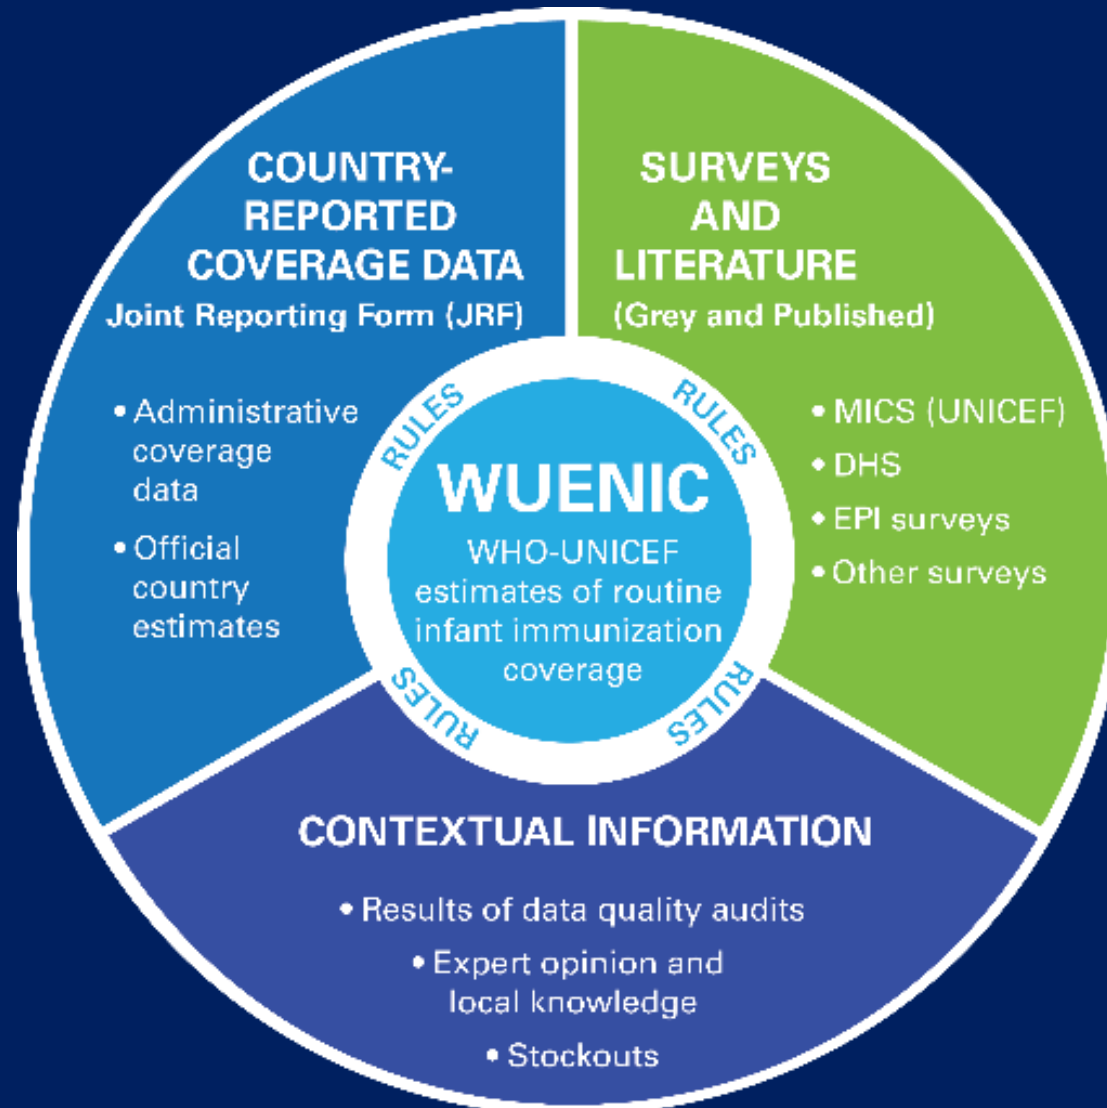 COUNTRY-
REPORTED
COVERAGE DATA
Joint Reporting Form (JRF)
• Administrative
coverage
data
• Official
country
estimates
SURVEYS
AND
LITERATURE
(Grey and Published)
• MICS (UNICEF)
• DHS
• EPI surveys
• Other surveys
RULES
RULES
WUENIC
WHO-UNICEF
estimates of routine
infant immunization
coverage
RULES
RULES
CONTEXTUAL INFORMATION
• Results of data quality audits
• Expert opinion and
local knowledge
• Stockouts